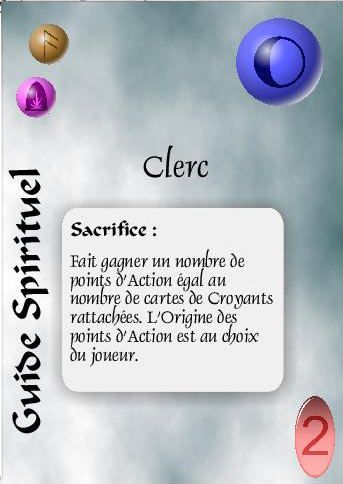 Clerc
Guide Spirituel
Sacrifice :
Fait gagner un nombre de
points d'Action égal au
nombre de cartes de Croyants
rattachées. L'Origine des
points d'Action est au choix
du joueur.
2